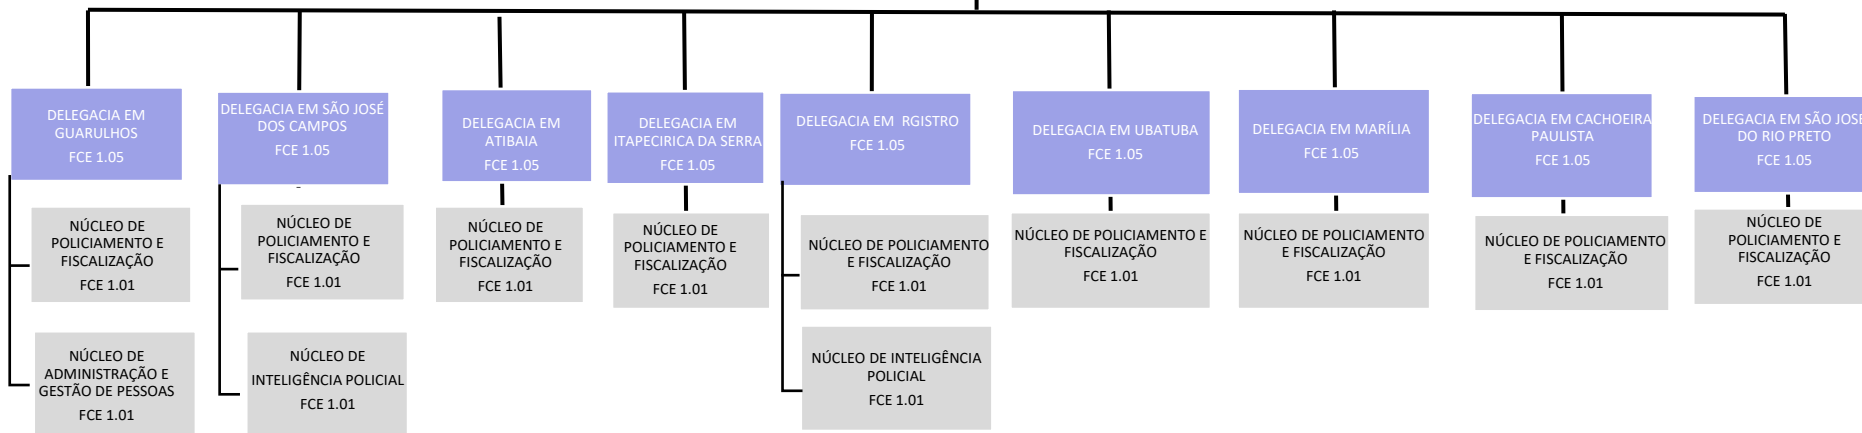 DELEGACIA EM
GUARULHOS
FCE 1.05
DELEGACIA EM SÃO JOSÉ
DOS CAMPOS
FCE 1.05
DELEGACIA EM
ATIBAIA
FCE 1.05
DELEGACIA EM
ITAPECIRICA DA SERRA
FCE 1.05
DELEGACIA EM RGISTRO
FCE 1.05
DELEGACIA EM UBATUBA
FCE 1.05
DELEGACIA EM MARÍLIA
FCE 1.05
DELEGACIA EM CACHOEIRA
PAULISTA
FCE 1.05
DELEGACIA EM SÃO JOSÉ
DO RIO PRETO
FCE 1.05
NÚCLEO DE
POLICIAMENTO E
FISCALIZAÇÃO
FCE 1.01
NÚCLEO DE
POLICIAMENTO E
FISCALIZAÇÃO
FCE 1.01
NÚCLEO DE
POLICIAMENTO E
FISCALIZAÇÃO
FCE 1.01
NÚCLEO DE
POLICIAMENTO E
FISCALIZAÇÃO
FCE 1.01
NÚCLEO DE POLICIAMENTO
E FISCALIZAÇÃO
FCE 1.01
NÚCLEO DE POLICIAMENTO E
FISCALIZAÇÃO
FCE 1.01
NÚCLEO DE POLICIAMENTO
E FISCALIZAÇÃO
FCE 1.01
NÚCLEO DE POLICIAMENTO
E FISCALIZAÇÃO
FCE 1.01
NÚCLEO DE
POLICIAMENTO E
FISCALIZAÇÃO
FCE 1.01
NÚCLEO DE
ADMINISTRAÇÃO E
GESTÃO DE PESSOAS
FCE 1.01
NÚCLEO DE
INTELIGÊNCIA POLICIAL
FCE 1.01
NÚCLEO DE INTELIGÊNCIA
POLICIAL
FCE 1.01